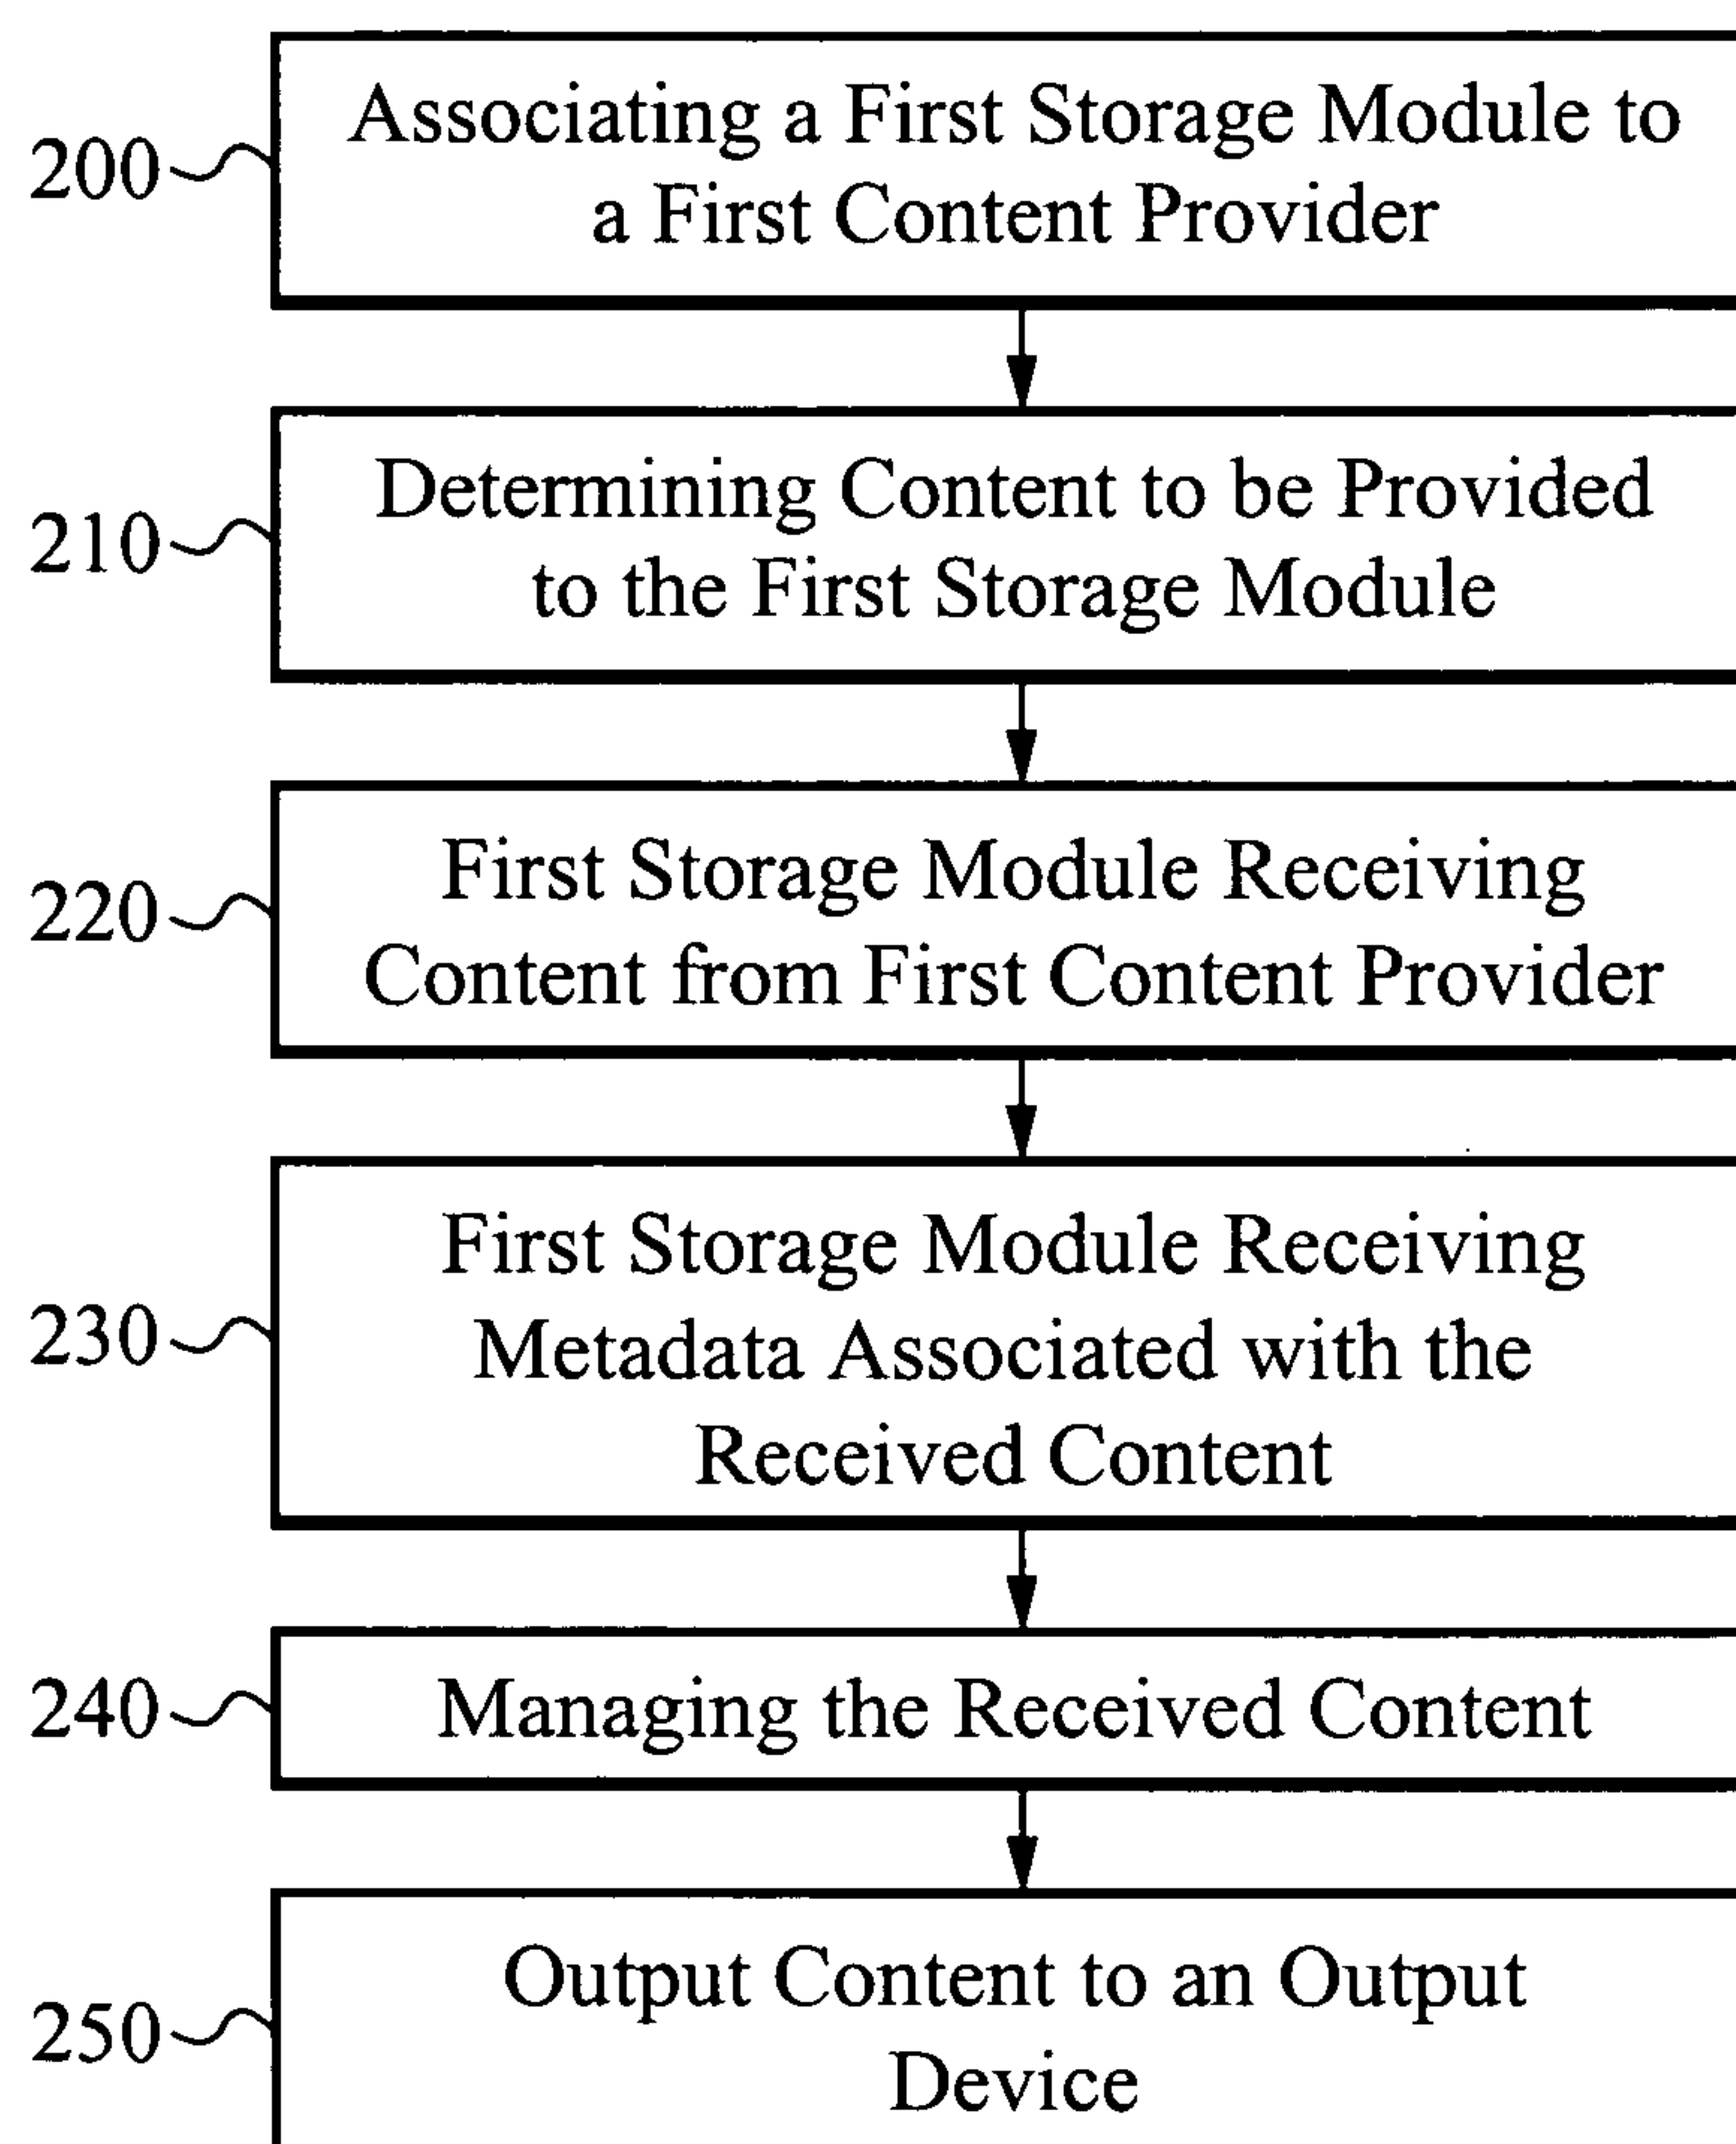 200
Associating a First Storage Module to
a First Content Provider
210
Determining Content to be Provided
to the First Storage Module
220
First Storage Module Receiving
Content from First Content Provider
230
First Storage Module Receiving
Metadata Associated with the
Received Content
240
Managing the Received Content
250
Output Content to an Output
Device